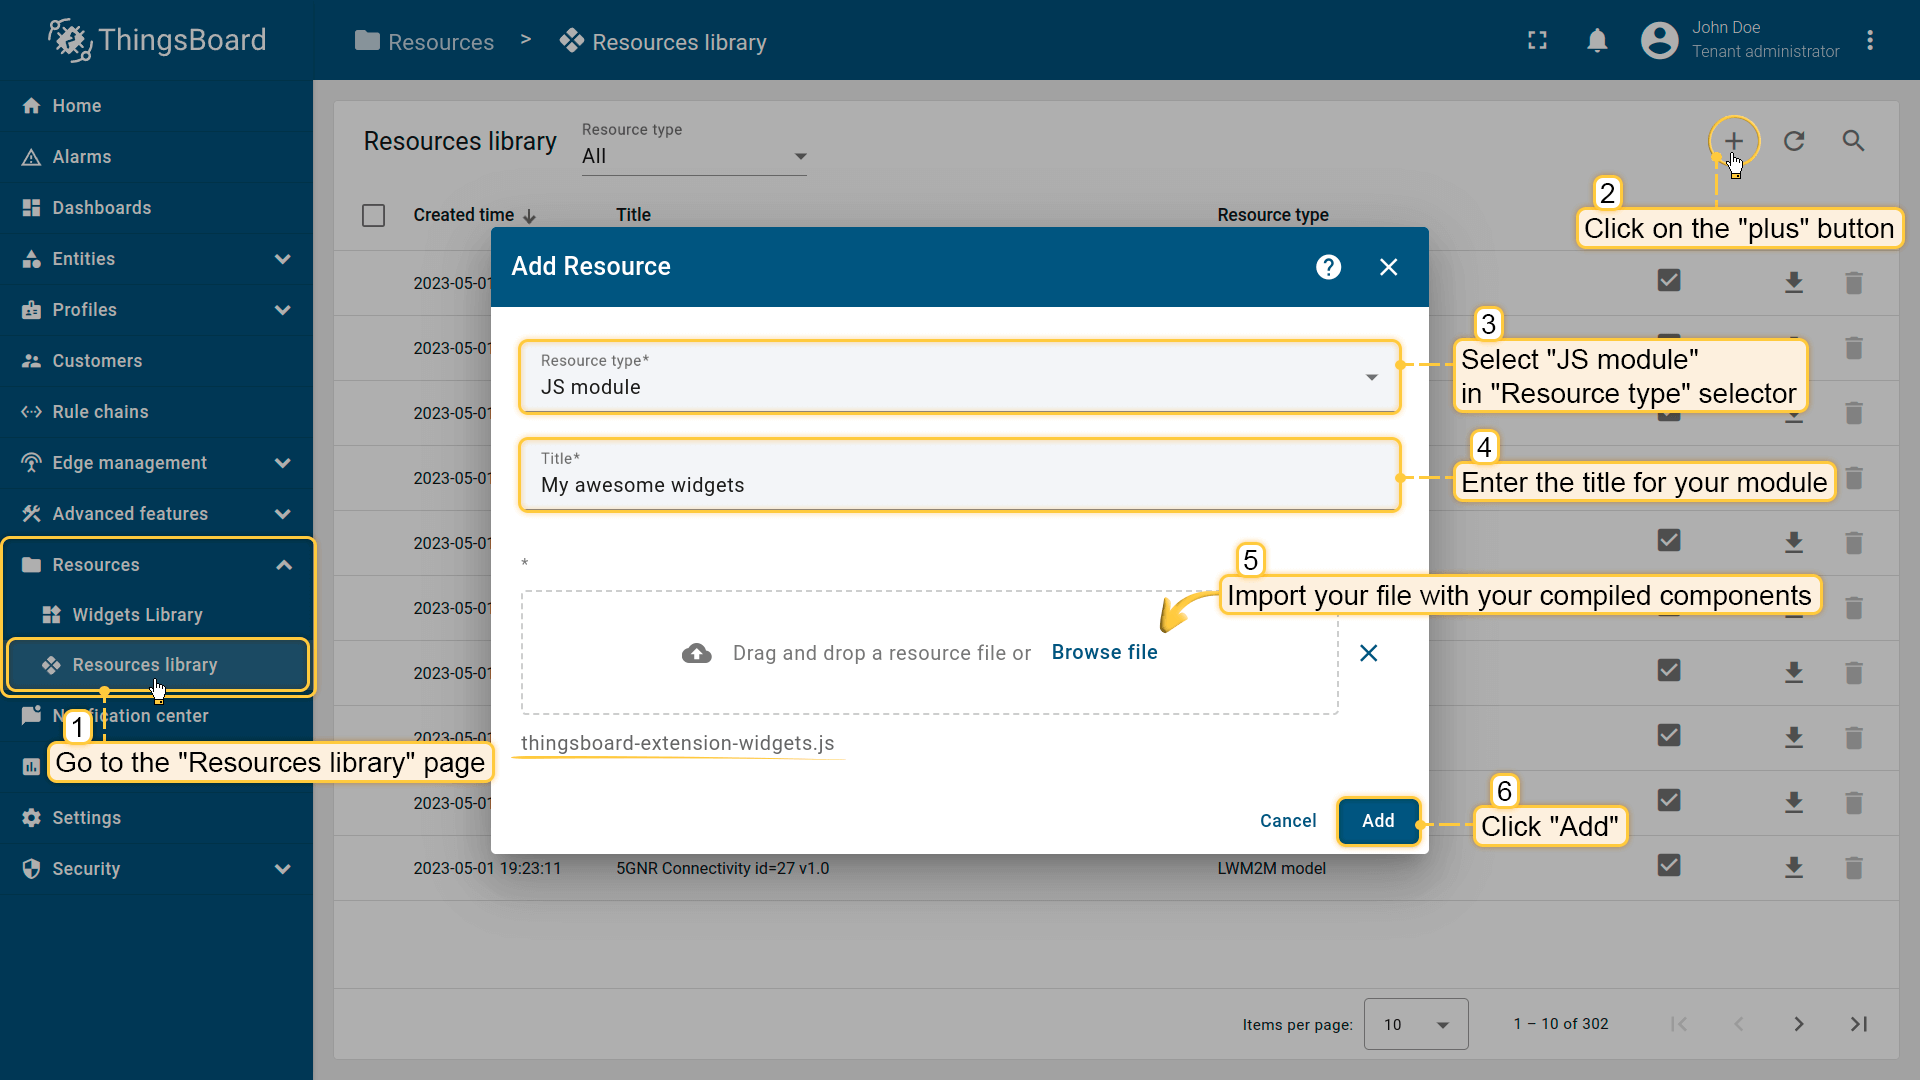 ThingsBoard
Resources > Resources library
John Doe
Tenant administrator
Home
Alarms
Dashboards
Entities
Profiles
Customers
Rule chains
Edge management
Advanced features
Resources
Widgets Library
Resources library
center
Settings
Security
1
Go to the "Resources library" page
Resources library
Resource type
All
2
Click on the "plus" button
Created time Title Resource type
2023-05-01
2023-05-01
2023-05-01
2023-05-01
2023-05-01
2023-05-01
2023-05-01
2023-05-01
2023-05-01
2023-05-01 19:23:11 5GNR Connectivity id=27 v1.0 LWM2M model
Add Resource
Resource type*
JS module
3
Select "JS module"
in "Resource type" selector
Title*
My awesome widgets
4
Enter the title for your module
*
5
Import your file with your compiled components
Drag and drop a resource file or Browse file
thingsboard-extension-widgets.js
Cancel Add
6
Click "Add"
Items per page: 10 1 – 10 of 302